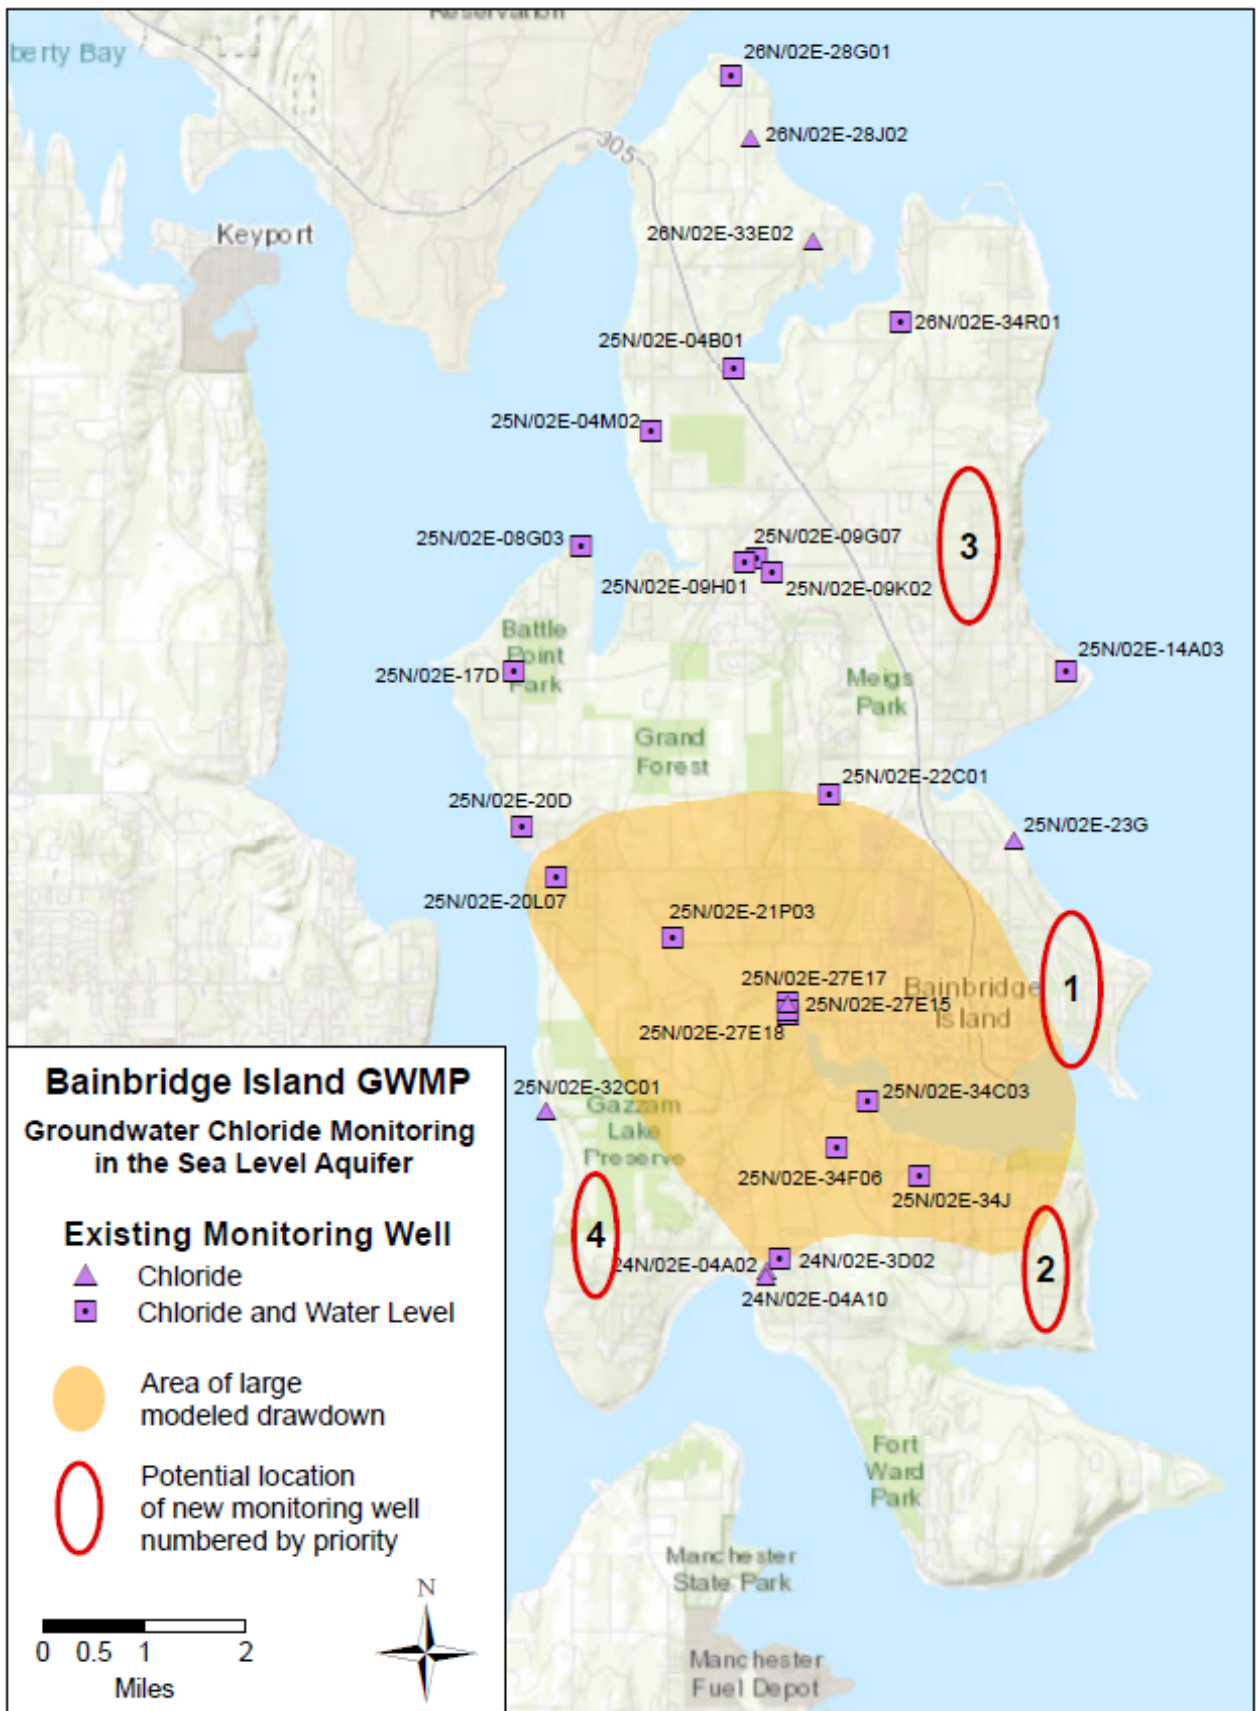 Reservation
berty Bay
26N/02E-28G01
26N/02E-28J02
305
Keyport
26N/02E-33E02
26N/02E-34R01
25N/02E-04B01
25N/02E-04M02
25N/02E-08G03
25N/02E-09G07
3
25N/02E-09H01
25N/02E-09K02
Battle
Point
Park
25N/02E-17D
25N/02E-14A03
Meigs
Park
Grand
Forest
25N/02E-22C01
25N/02E-20D
25N/02E-23G
25N/02E-20L07
25N/02E-21P03
25N/02E-27E17
Bainbridge
Island
1
25N/02E-27E15
25N/02E-27E18
25N/02E-32C01
Gazzam
Lake
Preserve
25N/02E-34C03
25N/02E-34F06
25N/02E-34J
4
24N/02E-04A02
24N/02E-3D02
2
24N/02E-04A10
Fort
Ward
Park
Manchester
State Park
Manchester
Fuel Depot
Bainbridge Island GWMP
Groundwater Chloride Monitoring
in the Sea Level Aquifer
Existing Monitoring Well
Chloride
Chloride and Water Level
Area of large
modeled drawdown
Potential location
of new monitoring well
numbered by priority
N
0 0.5 1 2
Miles